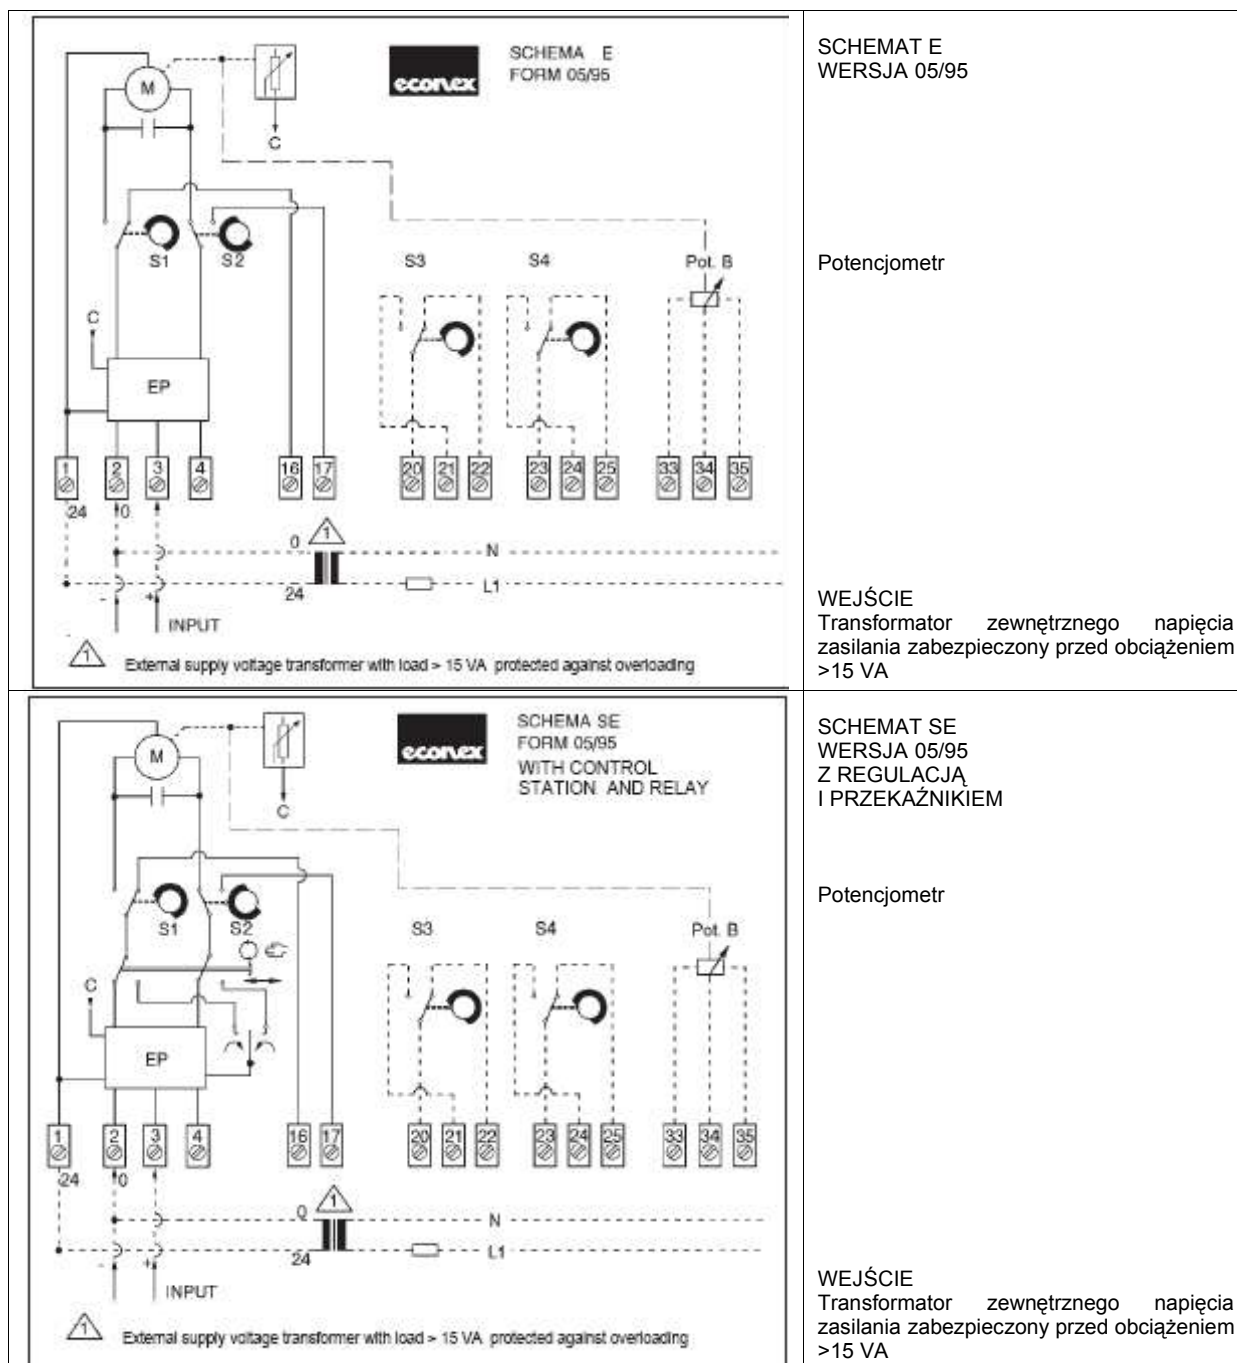 SCHEMA E
FORM 05/95
econex
M
C
S1
S2
S3
S4
Pot. B
C
EP
1
2
3
4
16
17
20
21
22
23
24
25
33
34
35
24
0
0
1
N
24
L1
-
+
INPUT
1
External supply voltage transformer with load > 15 VA protected against overloading
SCHEMAT E
WERSJA 05/95
Potencjometr
WEJŚCIE
Transformator zewnętrznego napięcia
zasilania zabezpieczony przed obciążeniem
>15 VA
SCHEMA SE
FORM 05/95
WITH CONTROL
STATION AND RELAY
econex
M
C
S1
S2
S3
S4
Pot. B
C
EP
1
2
3
4
16
17
20
21
22
23
24
25
33
34
35
24
0
0
1
N
24
L1
-
+
INPUT
1
External supply voltage transformer with load > 15 VA protected against overloading
SCHEMAT SE
WERSJA 05/95
Z REGULACJĄ
I PRZEKAŹNIKIEM
Potencjometr
WEJŚCIE
Transformator zewnętrznego napięcia
zasilania zabezpieczony przed obciążeniem
>15 VA